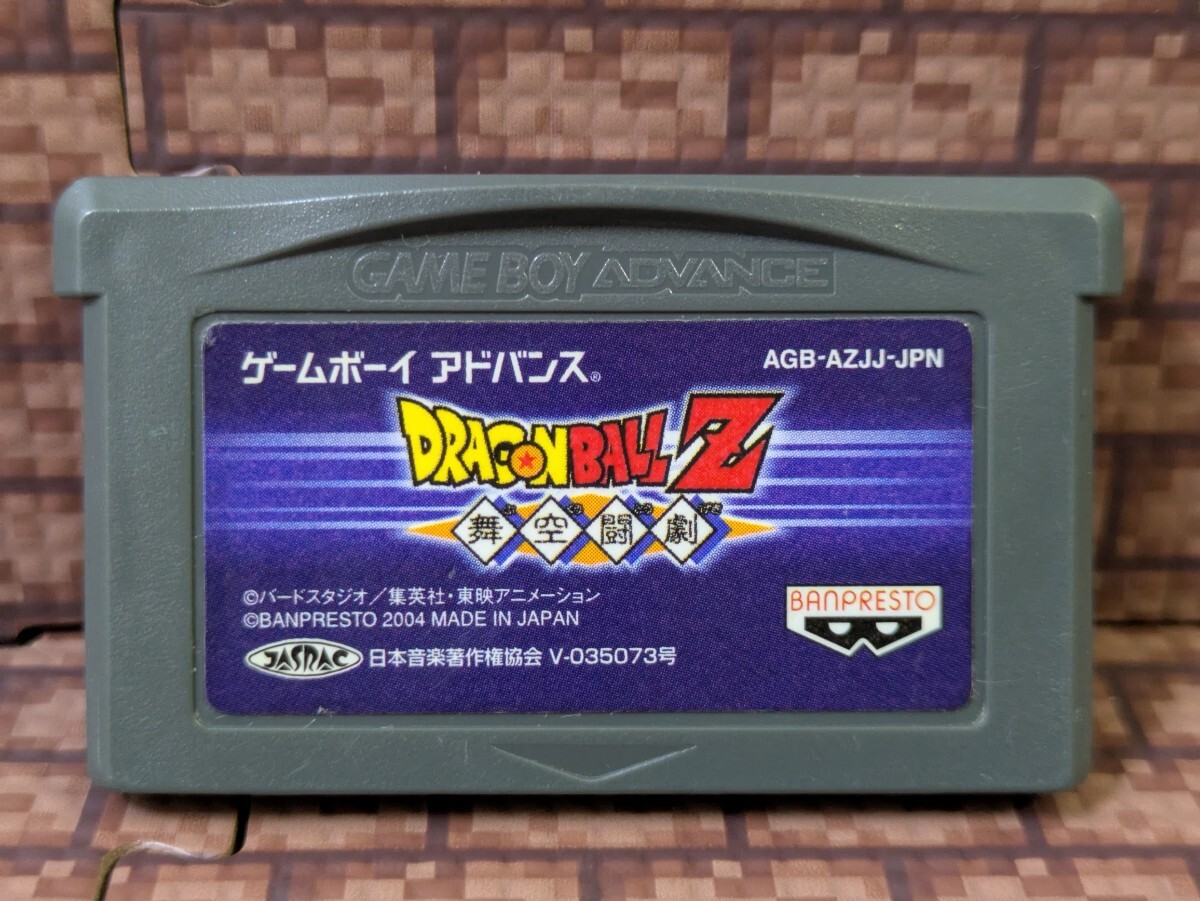 GAME BOY ADVANCE
ゲームボーイ アドバンス®
AGB-AZJJ-JPN
DRAGONBALL Z
舞空闘劇
©バードスタジオ／集英社・東映アニメーション
©BANPRESTO 2004 MADE IN JAPAN
BANPRESTO
JASRAC 日本音楽著作権協会 V-035073号